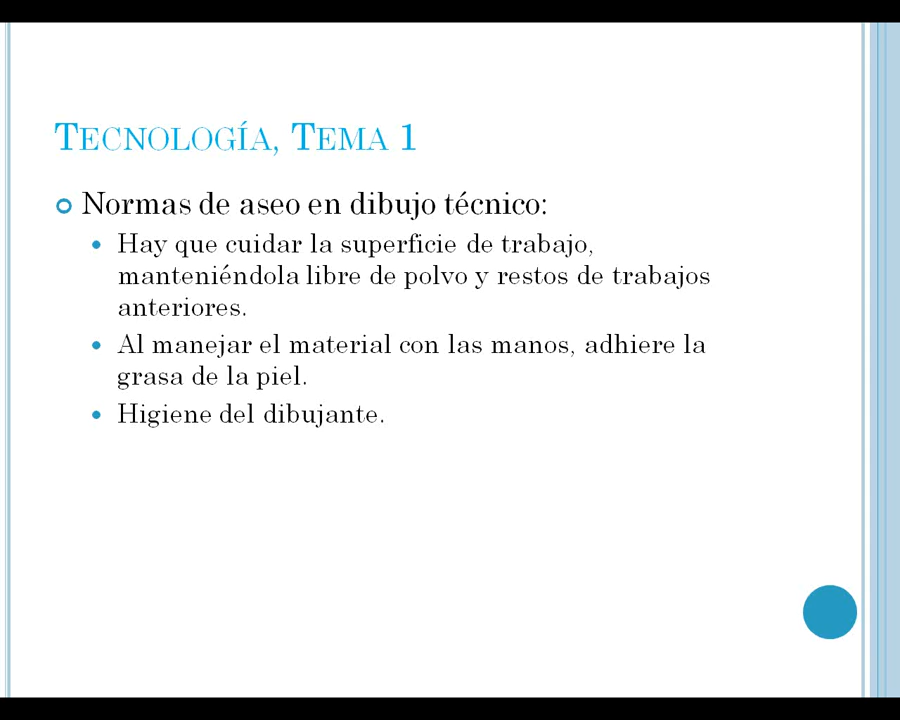 Tecnología, Tema 1
Normas de aseo en dibujo técnico:
Hay que cuidar la superficie de trabajo,
manteniéndola libre de polvo y restos de trabajos
anteriores.
Al manejar el material con las manos, adhiere la
grasa de la piel.
Higiene del dibujante.